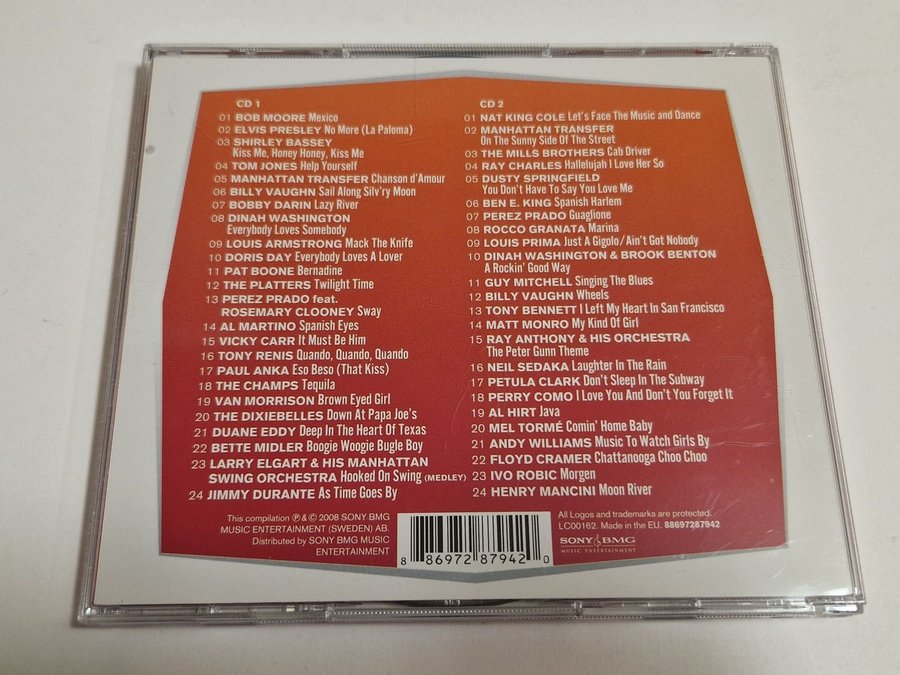 CD 1
01 BOB MOORE Mexico
02 ELVIS PRESLEY No More (La Paloma)
03 SHIRLEY BASSEY
Kiss Me, Honey Honey, Kiss Me
04 TOM JONES Help Yourself
05 MANHATTAN TRANSFER Chanson d'Amour
06 BILLY VAUGHN Sail Along Silv'ry Moon
07 BOBBY DARIN Lazy River
08 DINAH WASHINGTON
Everybody Loves Somebody
09 LOUIS ARMSTRONG Mack The Knife
10 DORIS DAY Everybody Loves A Lover
11 PAT BOONE Bernadine
12 THE PLATTERS Twilight Time
13 PEREZ PRADO feat.
ROSEMARY CLOONEY Sway
14 AL MARTINO Spanish Eyes
15 VICKY CARR It Must Be Him
16 TONY RENIS Quando, Quando, Quando
17 PAUL ANKA Eso Beso (That Kiss)
18 THE CHAMPS Tequila
19 VAN MORRISON Brown Eyed Girl
20 THE DIXIEBELLES Down At Papa Joe's
21 DUANE EDDY Deep In The Heart Of Texas
22 BETTE MIDLER Boogie Woogie Bugle Boy
23 LARRY ELGART & HIS MANHATTAN
SWING ORCHESTRA Hooked On Swing (MEDLEY)
24 JIMMY DURANTE As Time Goes By
CD 2
01 NAT KING COLE Let's Face The Music and Dance
02 MANHATTAN TRANSFER
On The Sunny Side Of The Street
03 THE MILLS BROTHERS Cab Driver
04 RAY CHARLES Hallelujah I Love Her So
05 DUSTY SPRINGFIELD
You Don't Have To Say You Love Me
06 BEN E. KING Spanish Harlem
07 PEREZ PRADO Guaglione
08 ROCCO GRANATA Marina
09 LOUIS PRIMA Just A Gigolo/Ain't Got Nobody
10 DINAH WASHINGTON & BROOK BENTON
A Rockin' Good Way
11 GUY MITCHELL Singing The Blues
12 BILLY VAUGHN Wheels
13 TONY BENNETT I Left My Heart In San Francisco
14 MATT MONRO My Kind Of Girl
15 RAY ANTHONY & HIS ORCHESTRA
The Peter Gunn Theme
16 NEIL SEDAKA Laughter In The Rain
17 PETULA CLARK Don't Sleep In The Subway
18 PERRY COMO I Love You And Don't You Forget It
19 AL HIRT Java
20 MEL TORMÉ Comin' Home Baby
21 ANDY WILLIAMS Music To Watch Girls By
22 FLOYD CRAMER Chattanooga Choo Choo
23 IVO ROBIC Morgen
24 HENRY MANCINI Moon River
This compilation ℗ & © 2008 SONY BMG
MUSIC ENTERTAINMENT (SWEDEN) AB.
Distributed by SONY BMG MUSIC
ENTERTAINMENT
8 86972 87942 0
All Logos and trademarks are protected.
LC00162. Made in the EU. 88697287942
SONY BMG
MUSIC ENTERTAINMENT